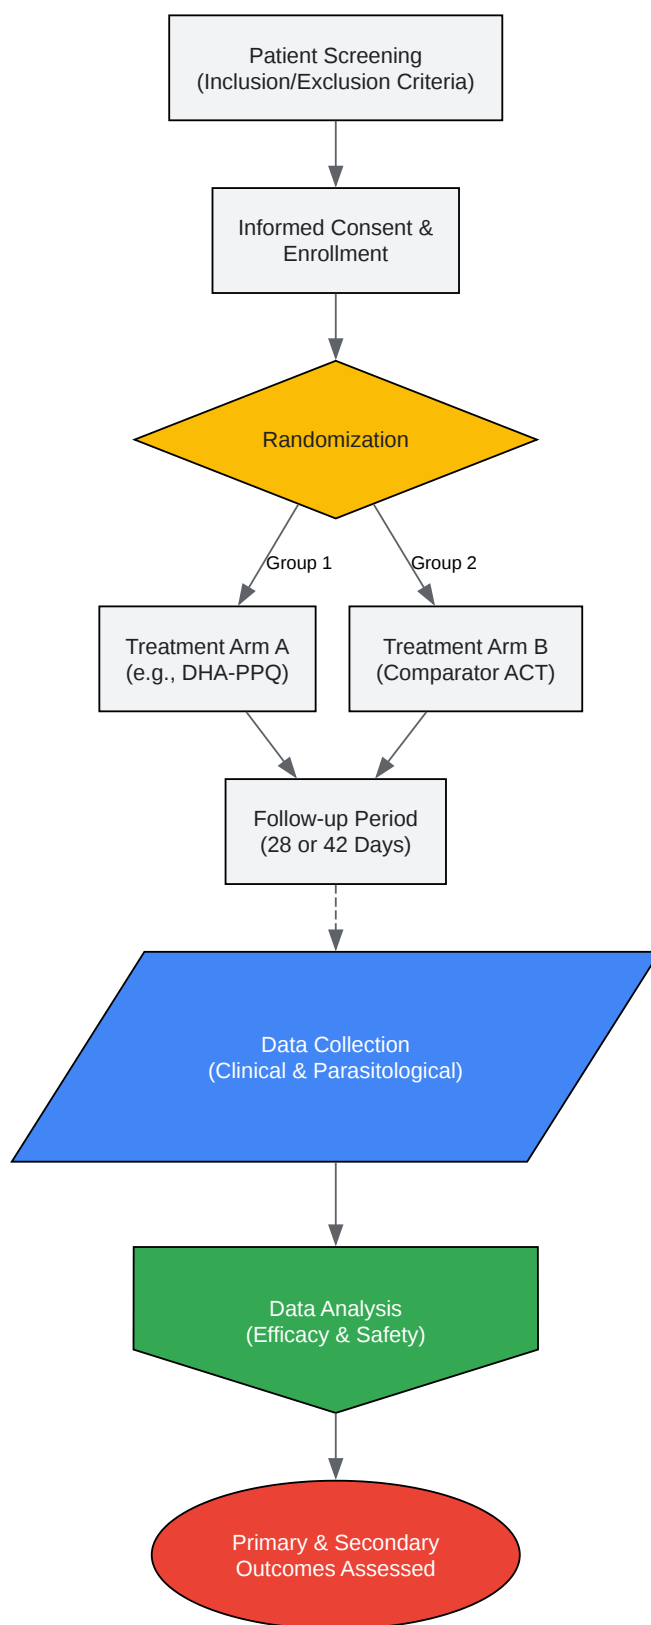 Patient Screening
(Inclusion/Exclusion Criteria)
Informed Consent &
Enrollment
Randomization
Group 1
Group 2
Treatment Arm A
(e.g., DHA-PPQ)
Treatment Arm B
(Comparator ACT)
Follow-up Period
(28 or 42 Days)
Data Collection
(Clinical & Parasitological)
Data Analysis
(Efficacy & Safety)
Primary & Secondary
Outcomes Assessed